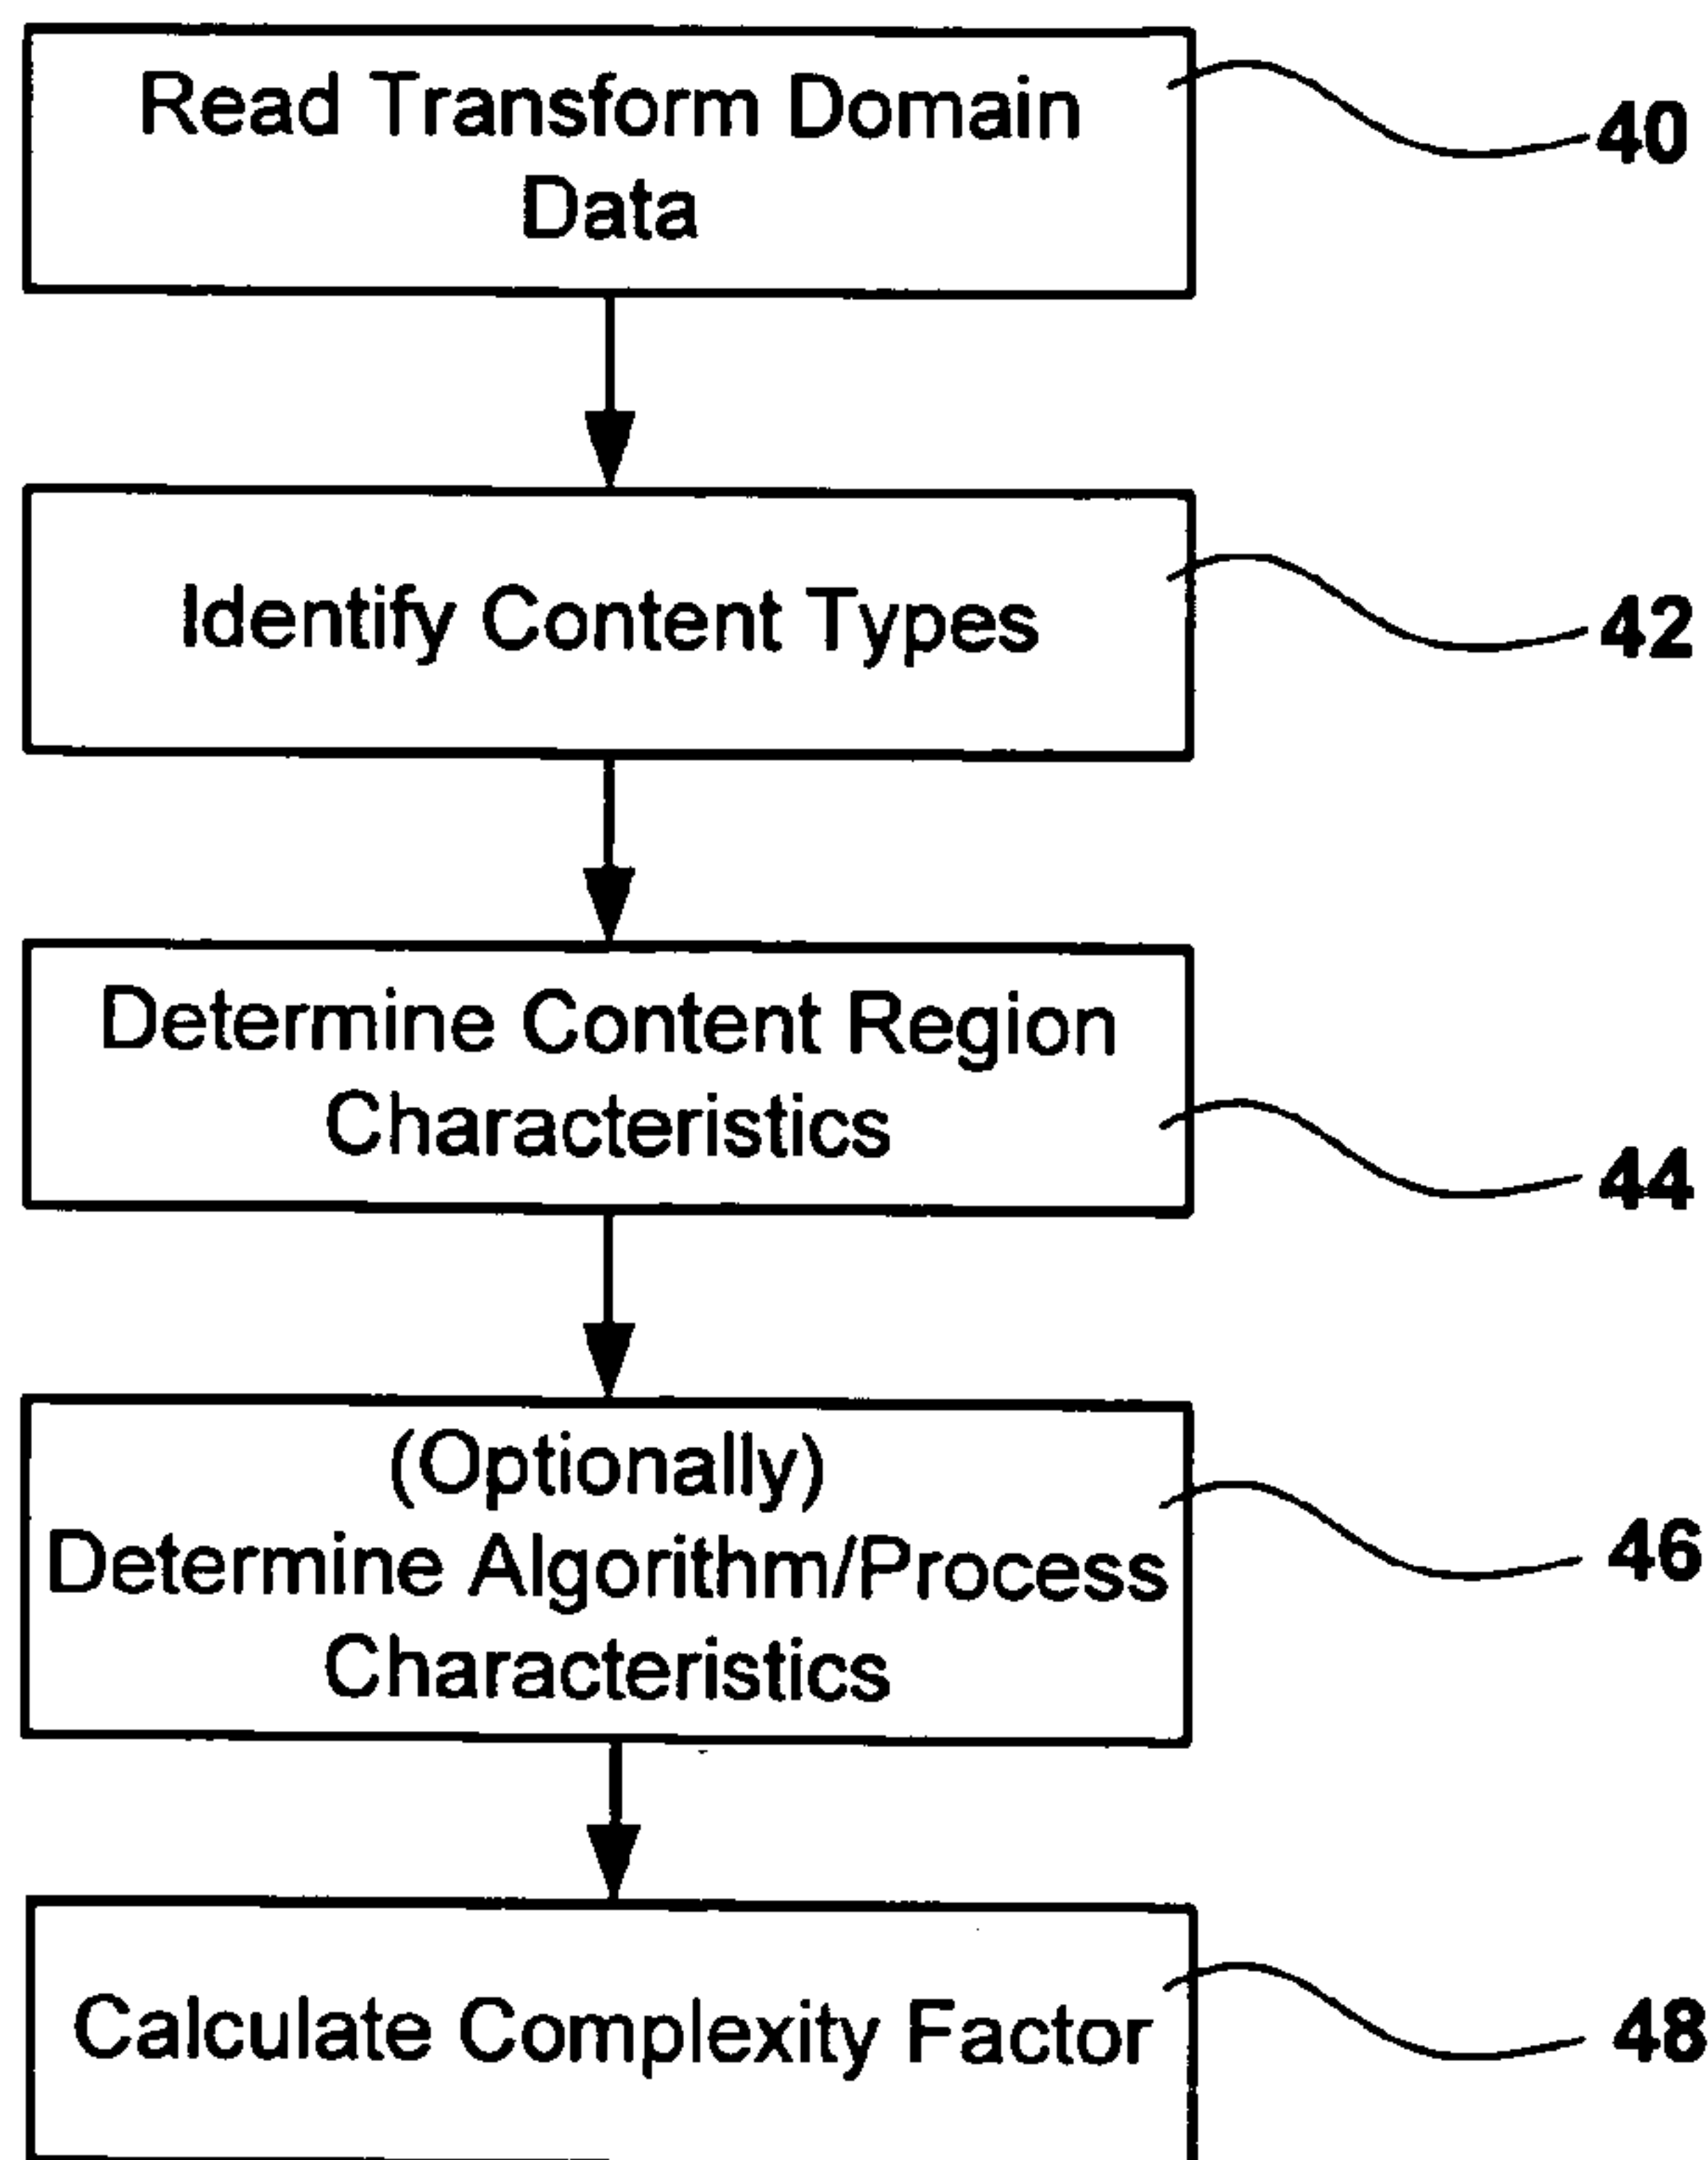 Read Transform Domain
Data
40
Identify Content Types
42
Determine Content Region
Characteristics
44
(Optionally)
Determine Algorithm/Process
Characteristics
46
Calculate Complexity Factor
48